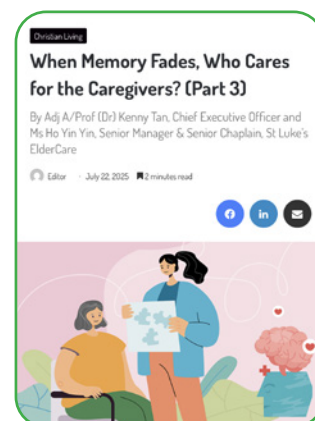 Christian Living
When Memory Fades, Who Cares
for the Caregivers? (Part 3)
By Adj A/Prof (Dr) Kenny Tan, Chief Executive Officer and
Ms Ho Yin Yin, Senior Manager & Senior Chaplain, St Luke's
ElderCare
Editor · July 22, 2025 2 minutes read